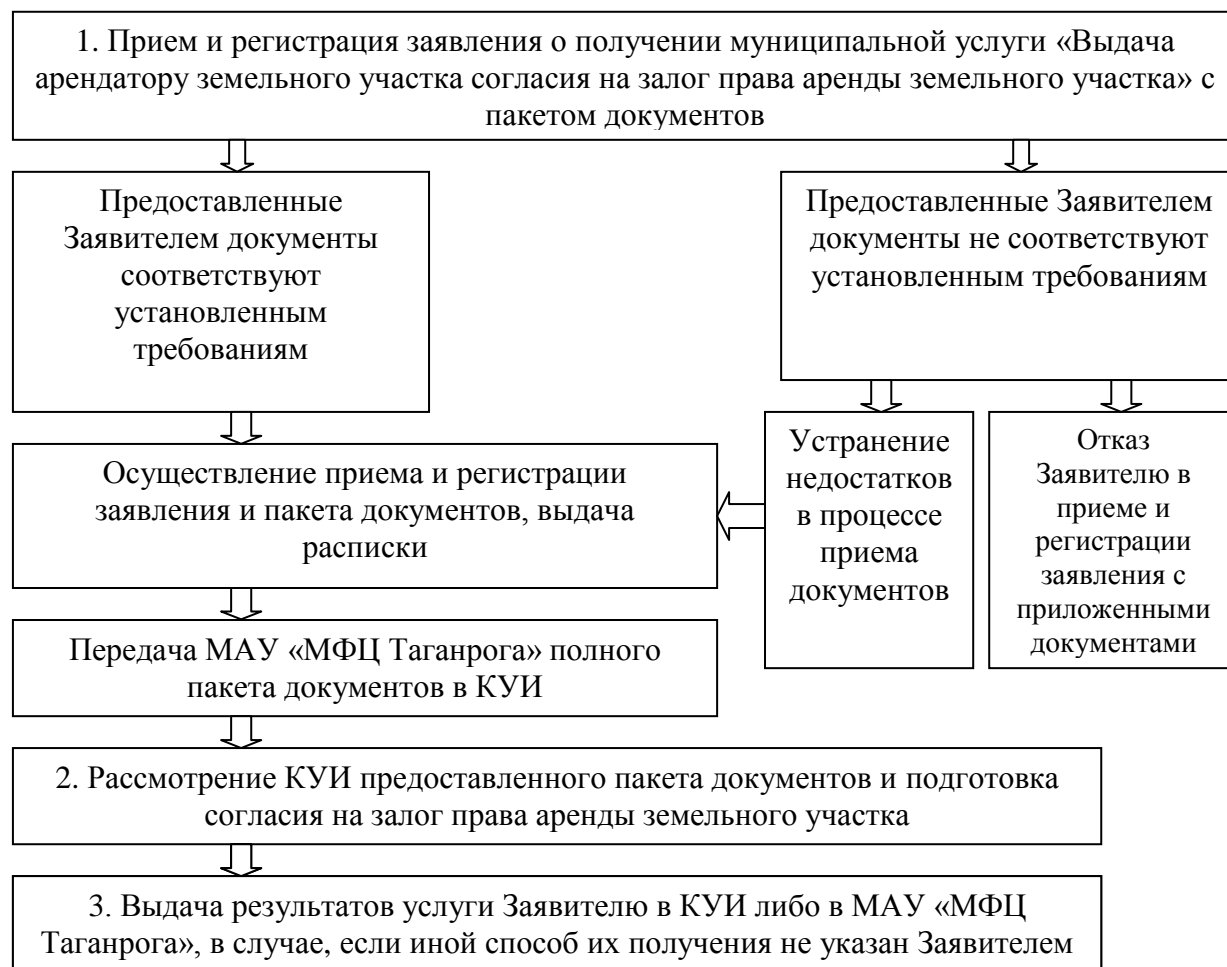 1. Прием и регистрация заявления о получении муниципальной услуги «Выдача
арендатору земельного участка согласия на залог права аренды земельного участка» с
пакетом документов
Предоставленные
Заявителем документы
соответствуют
установленным
требованиям
Предоставленные Заявителем
документы не соответствуют
установленным требованиям
Осуществление приема и регистрации
заявления и пакета документов, выдача
расписки
Устранение
недостатков
в процессе
приема
документов
Отказ
Заявителю в
приеме и
регистрации
заявления с
приложенными
документами
Передача МАУ «МФЦ Таганрога» полного
пакета документов в КУИ
2. Рассмотрение КУИ предоставленного пакета документов и подготовка
согласия на залог права аренды земельного участка
3. Выдача результатов услуги Заявителю в КУИ либо в МАУ «МФЦ
Таганрога», в случае, если иной способ их получения не указан Заявителем